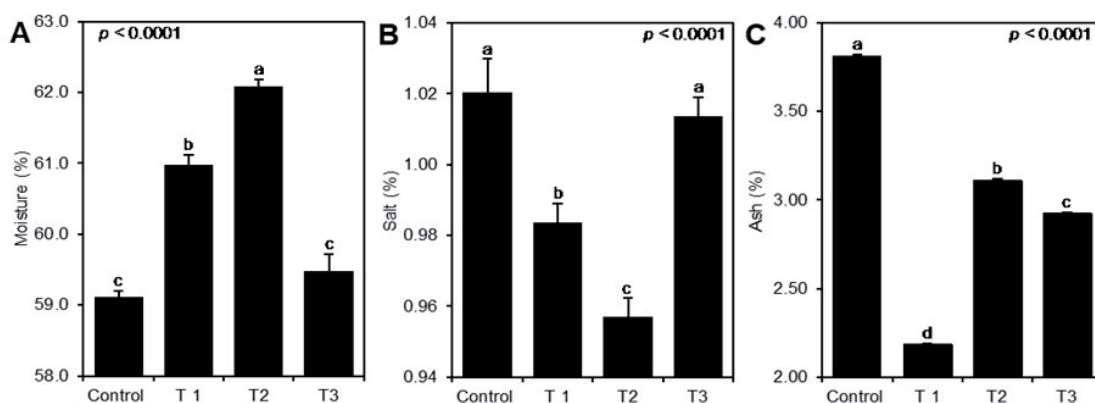 A
p < 0.0001
Moisture (%)
63.0
62.0
61.0
60.0
59.0
58.0
c
b
a
c
Control T 1 T2 T3
B
p < 0.0001
Salt (%)
1.04
1.02
1.00
0.98
0.96
0.94
a
b
c
a
Control T 1 T2 T3
C
p < 0.0001
Ash (%)
4.00
3.50
3.00
2.50
2.00
a
d
b
c
Control T 1 T2 T3